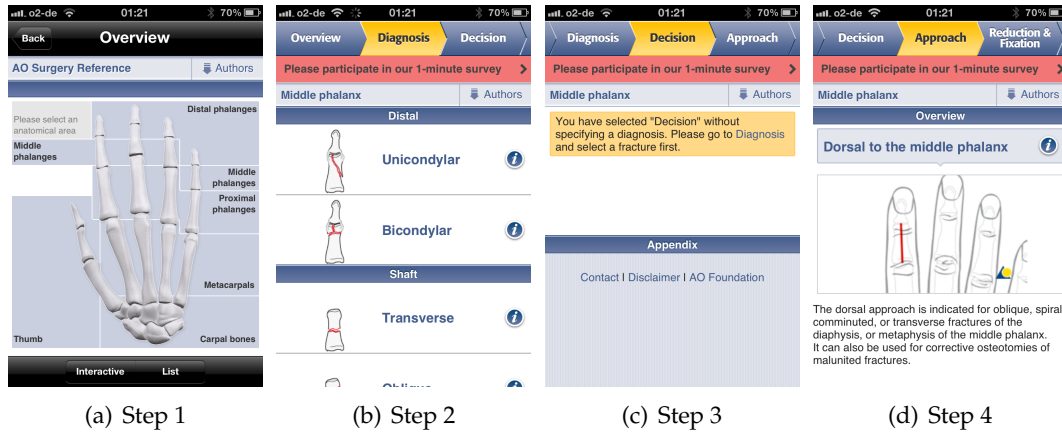 o2-de 01:21 70%
Back Overview
AO Surgery Reference Authors
Please select an
anatomical area
Distal phalanges
Middle
phalanges
Middle
phalanges
Proximal
phalanges
Metacarpals
Thumb
Carpal bones
Interactive List
(a) Step 1
o2-de 01:21 70%
Overview Diagnosis Decision
Please participate in our 1-minute survey
Middle phalanx Authors
Distal
Unicondylar
Bicondylar
Shaft
Transverse
Oblique
(b) Step 2
o2-de 01:21 70%
Diagnosis Decision Approach
Please participate in our 1-minute survey
Middle phalanx Authors
You have selected "Decision" without
specifying a diagnosis. Please go to Diagnosis
and select a fracture first.
Appendix
Contact I Disclaimer I AO Foundation
(c) Step 3
o2-de 01:21 70%
Decision Approach Reduction &
Fixation
Please participate in our 1-minute survey
Middle phalanx Authors
Overview
Dorsal to the middle phalanx
The dorsal approach is indicated for oblique, spiral
comminuted, or transverse fractures of the
diaphysis, or metaphysis of the middle phalanx.
It can also be used for corrective osteotomies of
malunited fractures.
(d) Step 4